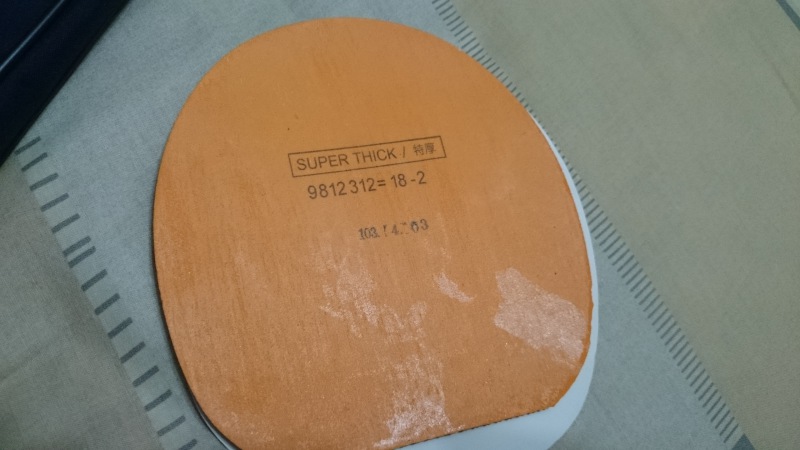 SUPER THICK / 特厚
9812312= 18-2